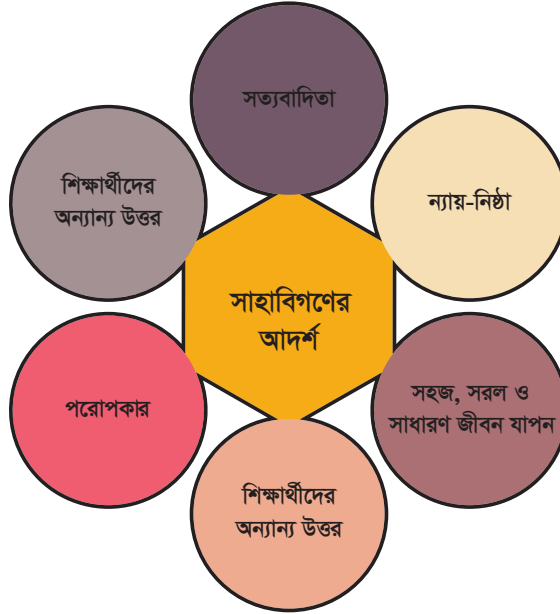 সত্যবাদিতা
শিক্ষার্থীদের
অন্যান্য উত্তর
ন্যায়-নিষ্ঠা
সাহাবিগণের
আদর্শ
পরোপকার
সহজ, সরল ও
সাধারণ জীবন যাপন
শিক্ষার্থীদের
অন্যান্য উত্তর